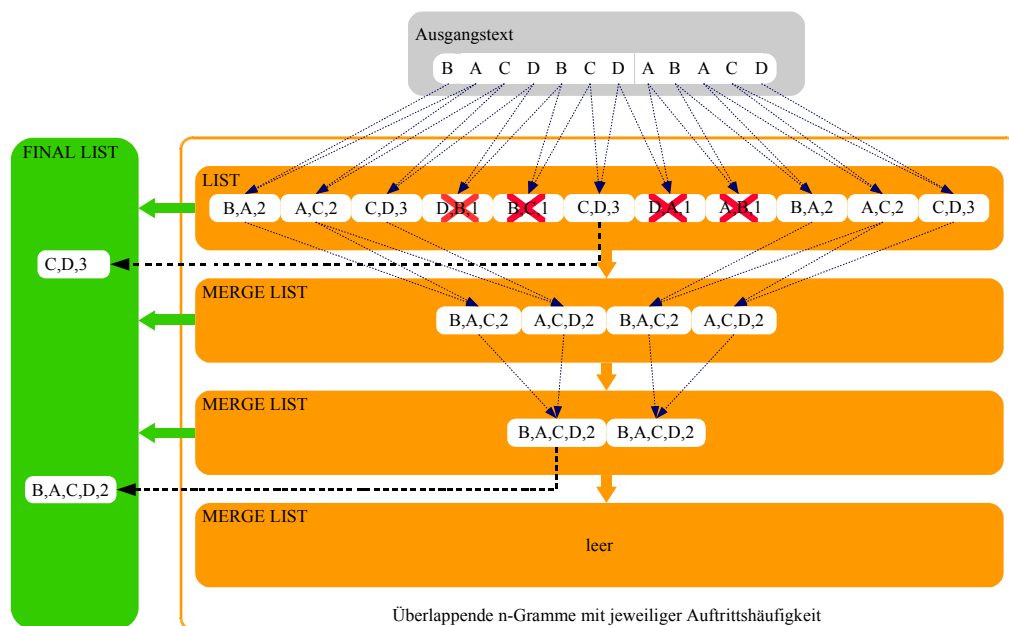 Ausgangstext
B A C D B C D A B A C D
FINAL LIST
LIST
B,A,2 A,C,2 C,D,3 D,B,1 B,C,1 C,D,3 D,A,1 A,B,1 B,A,2 A,C,2 C,D,3
C,D,3
MERGE LIST
B,A,C,2 A,C,D,2 B,A,C,2 A,C,D,2
MERGE LIST
B,A,C,D,2 B,A,C,D,2
B,A,C,D,2
MERGE LIST
leer
Überlappende n-Gramme mit jeweiliger Auftrittshäufigkeit